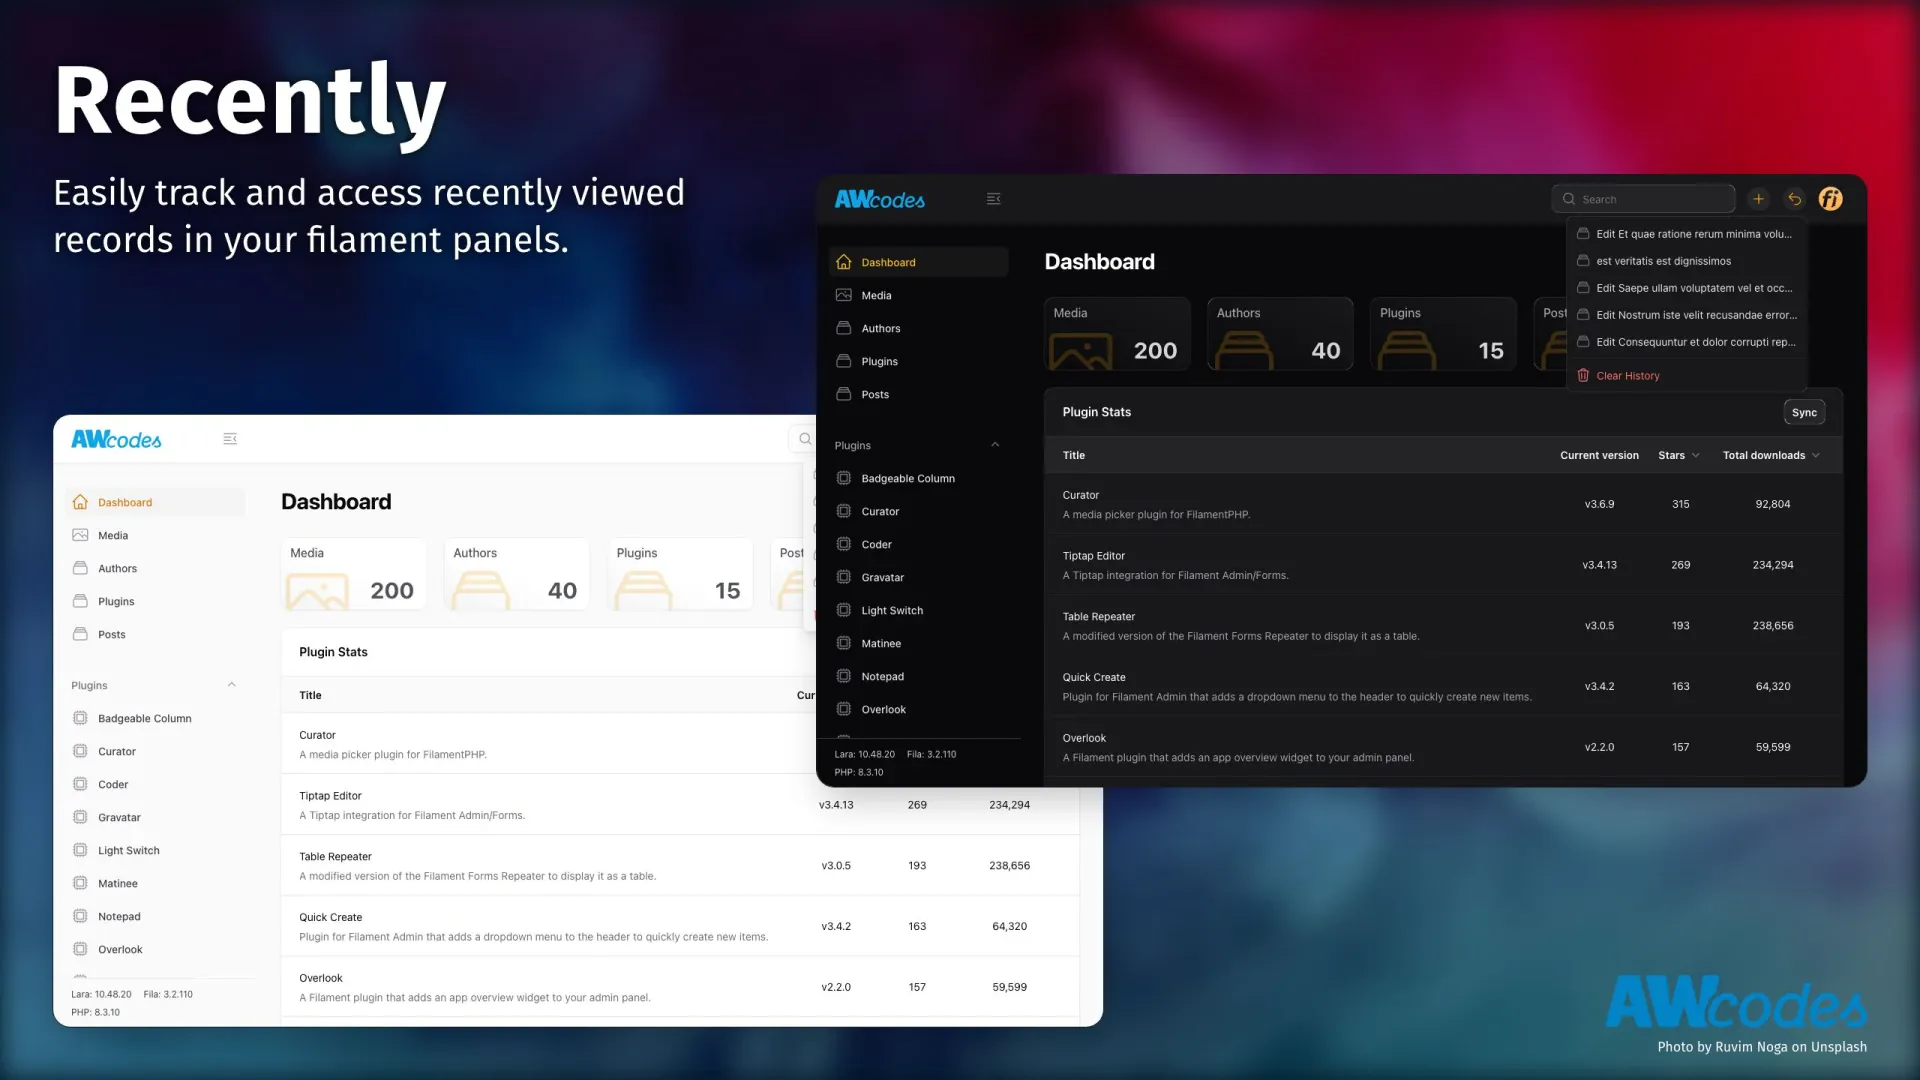 Recently
Easily track and access recently viewed
records in your filament panels.
AWcodes
Search
fi
Edit Et quae ratione rerum minima volu...
est veritatis est dignissimos
Edit Saepe ullam voluptatem vel et occ...
Edit Nostrum iste velit recusandae error...
Edit Consequuntur et dolor corrupti rep...
Clear History
Dashboard
Media
Authors
Plugins
Posts
Plugins
Badgeable Column
Curator
Coder
Gravatar
Light Switch
Matinee
Notepad
Overlook
Lara: 10.48.20 Fila: 3.2.110
PHP: 8.3.10
Dashboard
Media
200
Authors
40
Plugins
15
Post
Plugin Stats
Sync
Title Current version Stars Total downloads
Curator
A media picker plugin for FilamentPHP.
v3.6.9 315 92,804
Tiptap Editor
A Tiptap integration for Filament Admin/Forms.
v3.4.13 269 234,294
Table Repeater
A modified version of the Filament Forms Repeater to display it as a table.
v3.0.5 193 238,656
Quick Create
Plugin for Filament Admin that adds a dropdown menu to the header to quickly create new items.
v3.4.2 163 64,320
Overlook
A Filament plugin that adds an app overview widget to your admin panel.
v2.2.0 157 59,599
AWcodes
Dashboard
Media
Authors
Plugins
Posts
Plugins
Badgeable Column
Curator
Coder
Gravatar
Light Switch
Matinee
Notepad
Overlook
Lara: 10.48.20 Fila: 3.2.110
PHP: 8.3.10
Dashboard
Media
200
Authors
40
Plugins
15
Post
Plugin Stats
Title Cur
Curator
A media picker plugin for FilamentPHP.
Tiptap Editor
A Tiptap integration for Filament Admin/Forms.
v3.4.13 269 234,294
Table Repeater
A modified version of the Filament Forms Repeater to display it as a table.
v3.0.5 193 238,656
Quick Create
Plugin for Filament Admin that adds a dropdown menu to the header to quickly create new items.
v3.4.2 163 64,320
Overlook
A Filament plugin that adds an app overview widget to your admin panel.
v2.2.0 157 59,599
AWcodes
Photo by Ruvim Noga on Unsplash